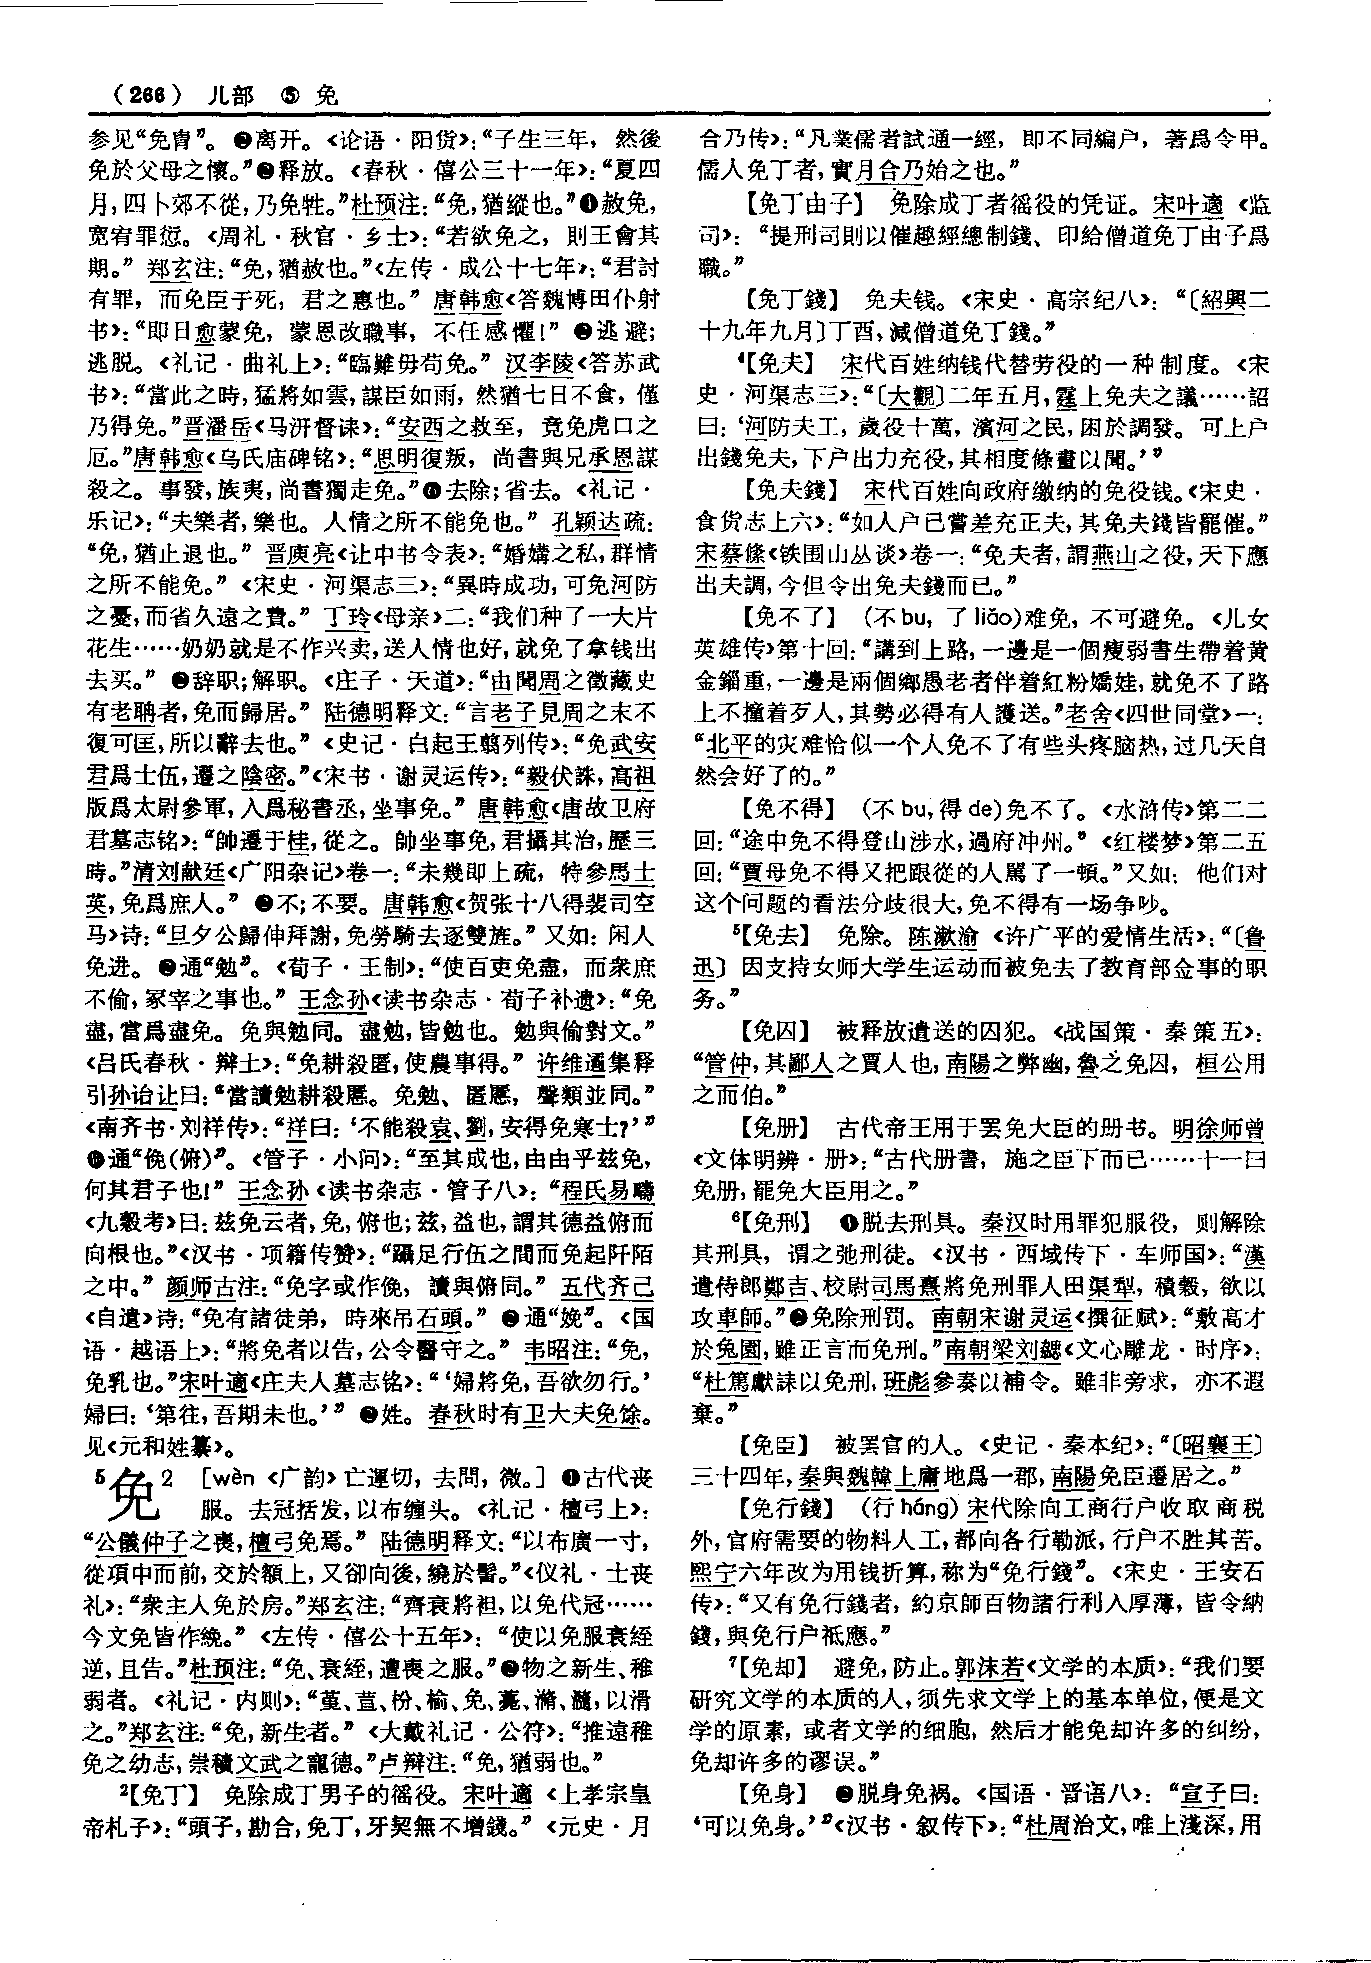 （266） 儿部 ⑤ 免
参见“免胄”。❷离开。《论语·阳货》：“子生三年，然後
免於父母之懷。”❸释放。《春秋·僖公三十一年》：“夏四
月，四卜郊不從，乃免牲。”杜预注：“免，猶縱也。”❹赦免，
宽宥罪愆。《周礼·秋官·乡士》：“若欲免之，則王會其
期。”郑玄注：“免，猶赦也。”《左传·成公十七年》：“君討
有罪，而免臣于死，君之惠也。”唐韩愈《答魏博田仆射
书》：“即日愈蒙免，蒙恩改職事，不任感懼！”❺逃避；
逃脱。《礼记·曲礼上》：“臨難毋苟免。”汉李陵《答苏武
书》：“當此之時，猛將如雲，謀臣如雨，然猶七日不食，僅
乃得免。”晋潘岳《马汧督诔》：“安西之救至，竟免虎口之
厄。”唐韩愈《乌氏庙碑铭》：“思明復叛，尚書與兄承恩謀
殺之。事發，族夷，尚書獨走免。”❻去除；省去。《礼记·
乐记》：“夫樂者，樂也。人情之所不能免也。”孔颖达疏：
“免，猶止退也。”晋庾亮《让中书令表》：“婚媾之私，群情
之所不能免。”《宋史·河渠志三》：“異時成功，可免河防
之憂，而省久遠之費。”丁玲《母亲》二：“我们种了一大片
花生……奶奶就是不作兴卖，送人情也好，就免了拿钱出
去买。”❼辞职；解职。《庄子·天道》：“由聞周之徵藏史
有老聃者，免而歸居。”陆德明释文：“言老子見周之末不
復可匡，所以辭去也。”《史记·白起王翦列传》：“免武安
君爲士伍，遷之陰密。”《宋书·谢灵运传》：“毅伏誅，高祖
版爲太尉參軍，入爲秘書丞，坐事免。”唐韩愈《唐故卫府
君墓志铭》：“帥遷于桂，從之。帥坐事免，君攝其治，歷三
時。”清刘献廷《广阳杂记》卷一：“未幾即上疏，特參馬士
英，免爲庶人。”❽不；不要。唐韩愈《贺张十八得裴司空
马》诗：“旦夕公歸伸拜謝，免勞騎去逐雙旌。”又如：闲人
免进。❾通“勉”。《荀子·王制》：“使百吏免盡，而衆庶
不偷，冢宰之事也。”王念孙《读书杂志·荀子补遗》：“免
盡，當爲盡免。免與勉同。盡勉，皆勉也。勉與偷對文。”
《吕氏春秋·辩土》：“免耕殺匿，使農事得。”许维遹集释
引孙诒让曰：“當讀勉耕殺慝。免勉、匿慝，聲類並同。”
《南齐书·刘祥传》：“祥曰：‘不能殺袁、劉，安得免寒士？’”
❿通“俛(俯)”。《管子·小问》：“至其成也，由由乎兹免，
何其君子也！”王念孙《读书杂志·管子八》：“程氏易疇
《九穀考》曰：兹免云者，免，俯也；兹，益也，謂其德益俯而
向根也。”《汉书·项籍传赞》：“躡足行伍之間而免起阡陌
之中。”颜师古注：“免字或作俛，讀與俯同。”五代齐己
《自遣》诗：“免有諸徒弟，時來吊石頭。”⓫通“娩”。《国
语·越语上》：“將免者以告，公令醫守之。”韦昭注：“免，
免乳也。”宋叶適《庄夫人墓志铭》：“‘婦將免，吾欲勿行。’
婦曰：‘第往，吾期未也。’”⓬姓。春秋时有卫大夫免馀。
见《元和姓纂》。
⁵免2 ［wèn《广韵》亡運切，去問，微。］❶古代丧
服。去冠括发，以布缠头。《礼记·檀弓上》：
“公儀仲子之喪，檀弓免焉。”陆德明释文：“以布廣一寸，
從項中而前，交於額上，又卻向後，繞於髻。”《仪礼·士丧
礼》：“衆主人免於房。”郑玄注：“齊衰將袒，以免代冠……
今文免皆作絻。”《左传·僖公十五年》：“使以免服衰絰
逆，且告。”杜预注：“免、衰絰，遭喪之服。”❷物之新生、稚
弱者。《礼记·内则》：“堇、荁、枌、榆、免、薧、滫、瀡，以滑
之。”郑玄注：“免，新生者。”《大戴礼记·公符》：“推遠稚
免之幼志，崇積文武之寵德。”卢辩注：“免，猶弱也。”
²【免丁】 免除成丁男子的徭役。宋叶適《上孝宗皇
帝札子》：“頭子，勘合，免丁，牙契無不增錢。”《元史·月
合乃传》：“凡業儒者試通一經，即不同編户，著爲令甲。
儒人免丁者，實月合乃始之也。”
【免丁由子】 免除成丁者徭役的凭证。宋叶適《监
司》：“提刑司則以催趣經總制錢、印給僧道免丁由子爲
職。”
【免丁錢】 免夫钱。《宋史·高宗纪八》：“〔紹興二
十九年九月〕丁酉，減僧道免丁錢。”
⁴【免夫】 宋代百姓纳钱代替劳役的一种制度。《宋
史·河渠志三》：“〔大觀〕二年五月，霆上免夫之議……詔
曰：‘河防夫工，歲役十萬，濱河之民，困於調發。可上户
出錢免夫，下户出力充役，其相度條畫以聞。’”
【免夫錢】 宋代百姓向政府缴纳的免役钱。《宋史·
食货志上六》：“如人户已嘗差充正夫，其免夫錢皆罷催。”
宋蔡絛《铁围山丛谈》卷一：“免夫者，謂燕山之役，天下應
出夫調，今但令出免夫錢而已。”
【免不了】 （不bu，了liǎo）难免，不可避免。《儿女
英雄传》第十回：“講到上路，一邊是一個瘦弱書生帶着黄
金錙重，一邊是兩個鄉愚老者伴着紅粉嬌娃，就免不了路
上不撞着歹人，其勢必得有人護送。”老舍《四世同堂》一：
“北平的灾难恰似一个人免不了有些头疼脑热，过几天自
然会好了的。”
【免不得】 （不bu，得de）免不了。《水浒传》第二二
回：“途中免不得登山涉水，過府冲州。”《红楼梦》第二五
回：“賈母免不得又把跟從的人駡了一頓。”又如：他们对
这个问题的看法分歧很大，免不得有一场争吵。
⁵【免去】 免除。陈漱渝《许广平的爱情生活》：“〔鲁
迅〕因支持女师大学生运动而被免去了教育部佥事的职
务。”
【免囚】 被释放遣送的囚犯。《战国策·秦策五》：
“管仲，其鄙人之賈人也，南陽之弊幽，魯之免囚，桓公用
之而伯。”
【免册】 古代帝王用于罢免大臣的册书。明徐师曾
《文体明辨·册》：“古代册書，施之臣下而已……十一曰
免册，罷免大臣用之。”
⁶【免刑】 ❶脱去刑具。秦汉时用罪犯服役，则解除
其刑具，谓之弛刑徒。《汉书·西域传下·车师国》：“漢
遣侍郎鄭吉、校尉司馬憙將免刑罪人田渠犁，積穀，欲以
攻車師。”❷免除刑罚。南朝宋谢灵运《撰征赋》：“敷高才
於兔園，雖正言而免刑。”南朝梁刘勰《文心雕龙·时序》：
“杜篤獻誄以免刑，班彪參奏以補令。雖非旁求，亦不遐
棄。”
【免臣】 被罢官的人。《史记·秦本纪》：“〔昭襄王〕
三十四年，秦與魏韓上庸地爲一郡，南陽免臣遷居之。”
【免行錢】 （行háng）宋代除向工商行户收取商税
外，官府需要的物料人工，都向各行勒派，行户不胜其苦。
熙宁六年改为用钱折算，称为“免行錢”。《宋史·王安石
传》：“又有免行錢者，約京師百物諸行利入厚薄，皆令納
錢，與免行户祗應。”
⁷【免却】 避免，防止。郭沫若《文学的本质》：“我们要
研究文学的本质的人，须先求文学上的基本单位，便是文
学的原素，或者文学的细胞，然后才能免却许多的纠纷，
免却许多的谬误。”
【免身】 ❶脱身免祸。《国语·晋语八》：“宣子曰：
‘可以免身。’”《汉书·叙传下》：“杜周治文，唯上淺深，用